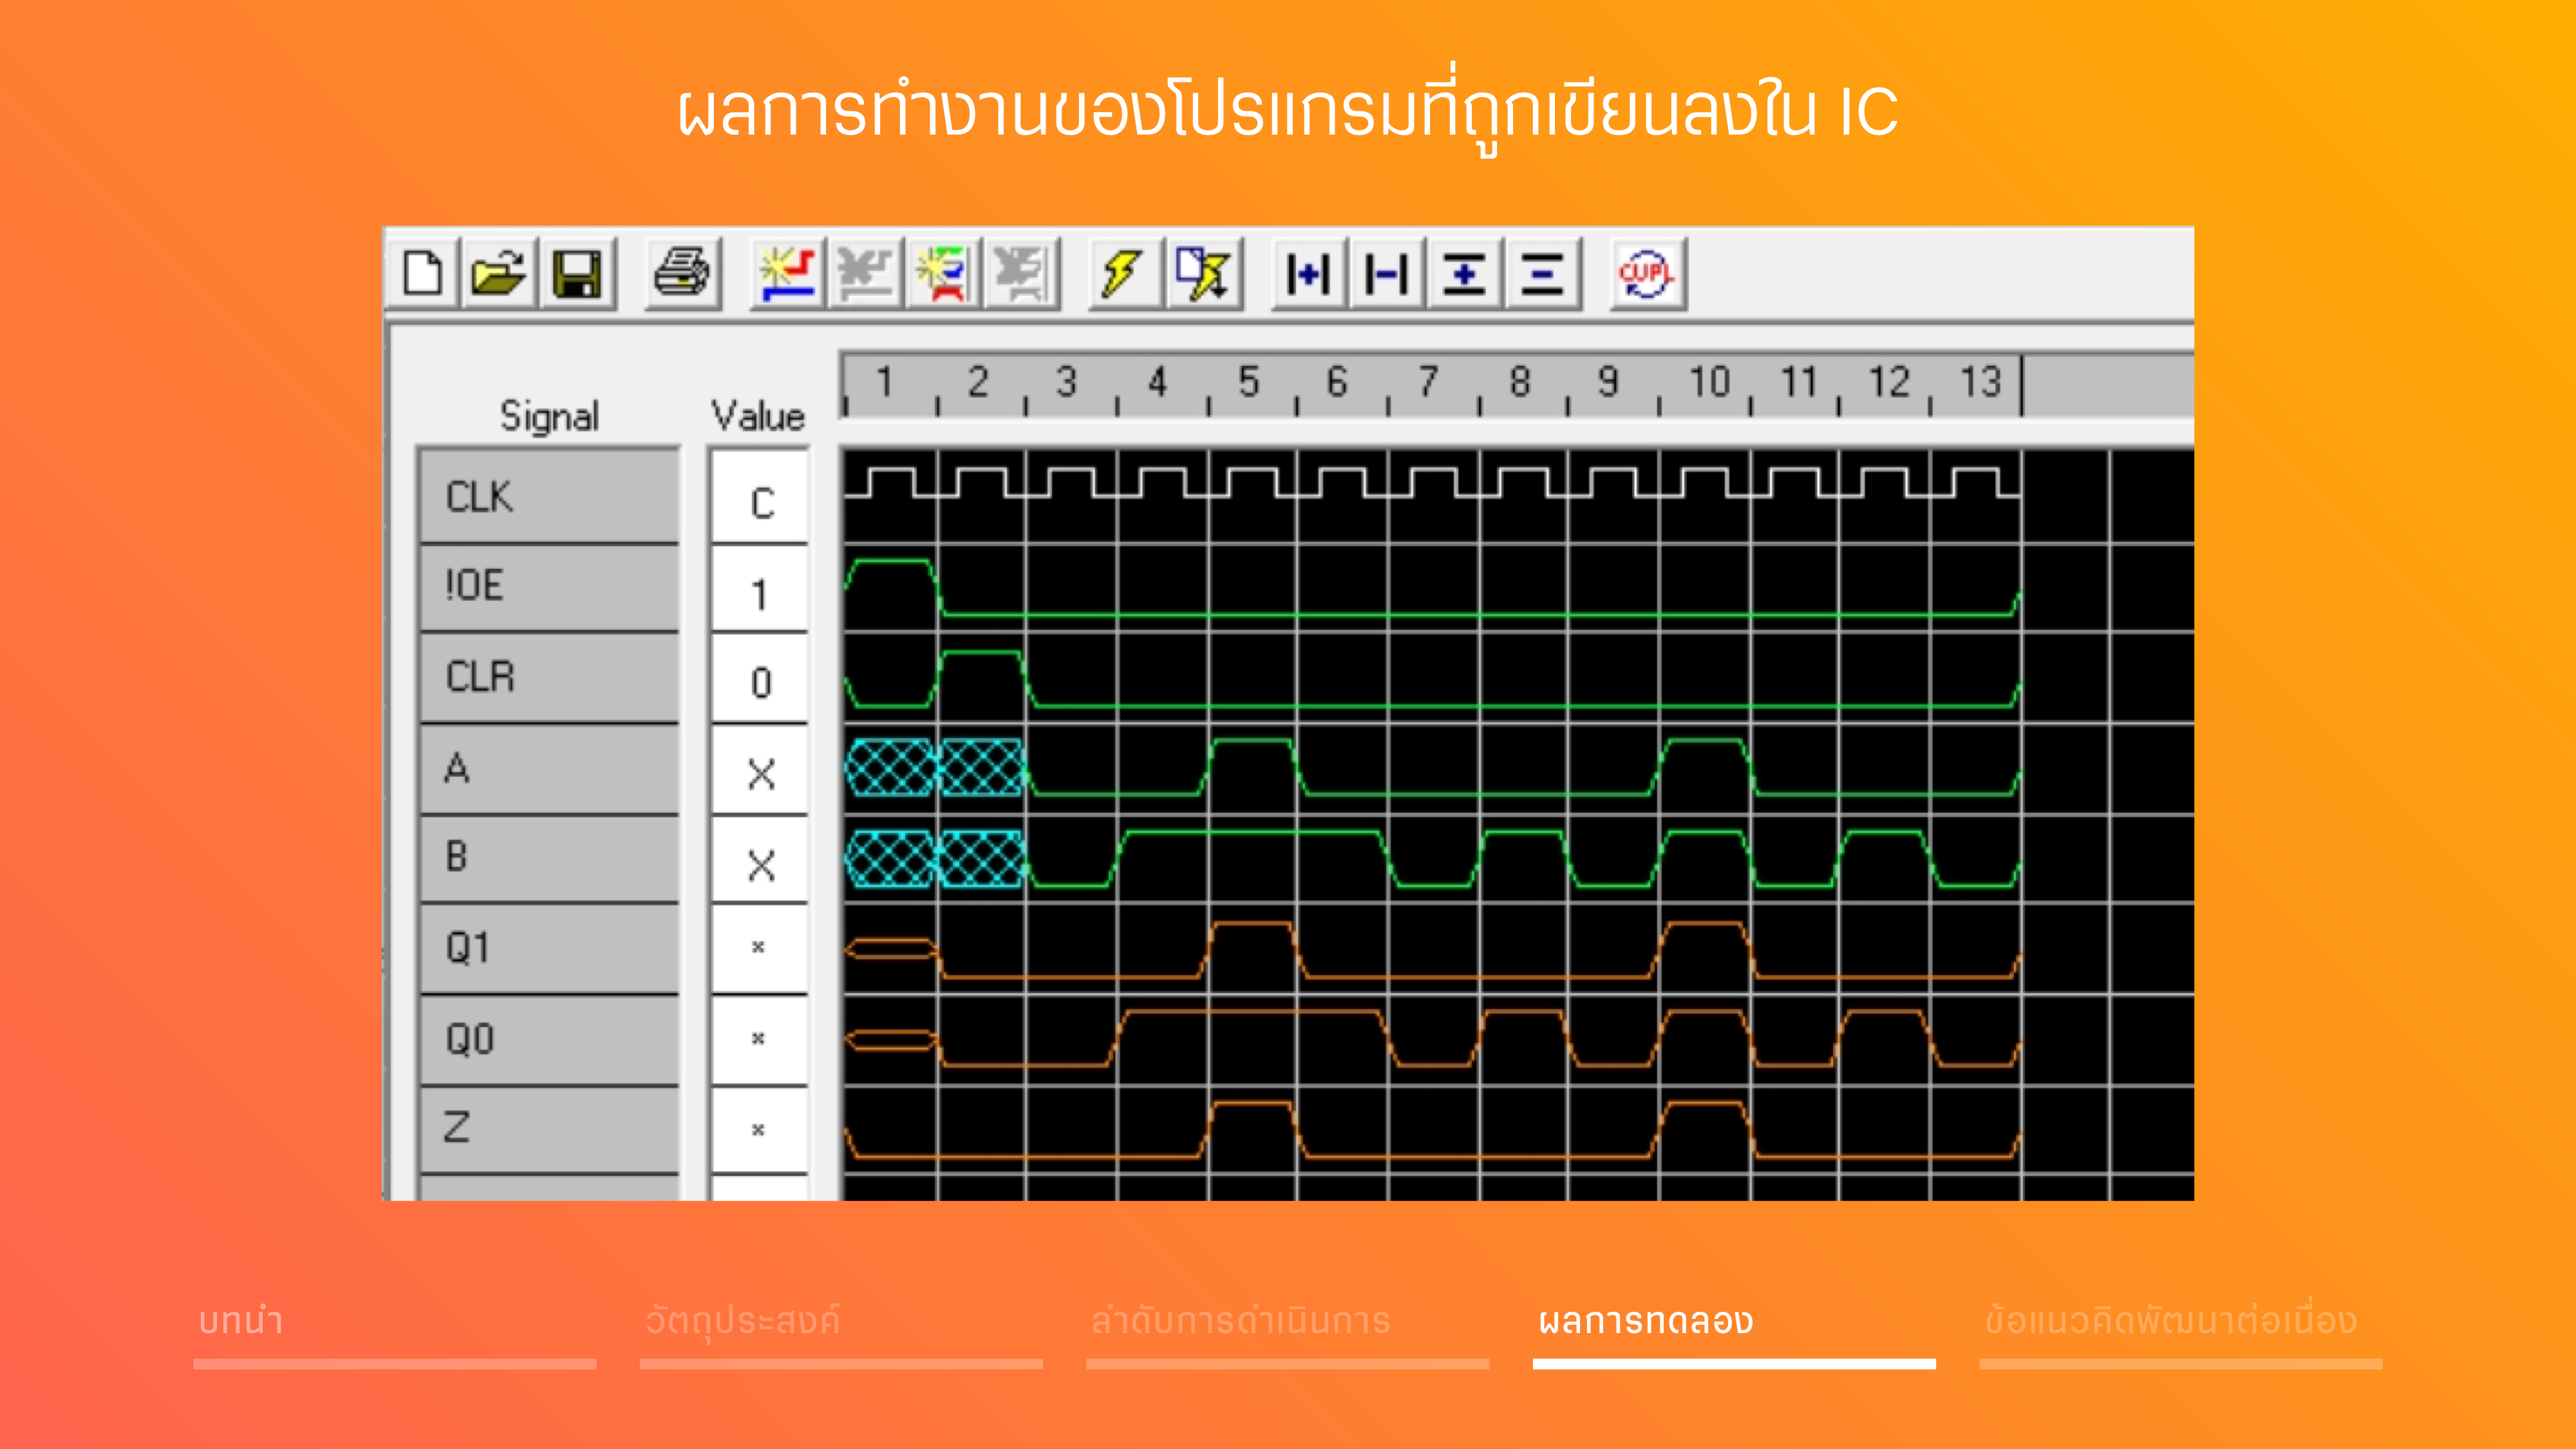 ผลการทำงานของโปรแกรมที่ถูกเขียนลงใน IC
CUPL
1 2 3 4 5 6 7 8 9 10 11 12 13
Signal Value
CLK C
!OE 1
CLR 0
A X
B X
Q1 *
Q0 *
Z *
บทนำ วัตถุประสงค์ ลำดับการดำเนินการ ผลการทดลอง ข้อแนวคิดพัฒนาต่อเนื่อง